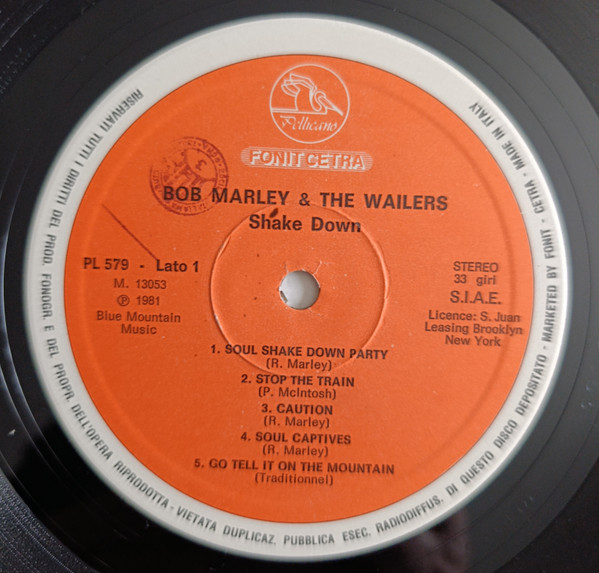 Pellicano
FONIT CETRA
BOB MARLEY & THE WAILERS
Shake Down
PL 579 - Lato 1
M. 13053
℗ 1981
Blue Mountain
Music
STEREO
33 giri
S.I.A.E.
Licence: S. Juan
Leasing Brooklyn
New York
1. SOUL SHAKE DOWN PARTY
(R. Marley)
2. STOP THE TRAIN
(P. McIntosh)
3. CAUTION
(R. Marley)
4. SOUL CAPTIVES
(R. Marley)
5. GO TELL IT ON THE MOUNTAIN
(Traditionnel)
RISERVATI TUTTI I DIRITTI DEL PROD. FONOGR. E DEL PROPR. DELL'OPERA RIPRODOTTA - VIETATA DUPLICAZ. PUBBLICA ESEC. RADIODIFFUS. DI QUESTO DISCO DEPOSITATO - MARKETED BY FONIT - CETRA - MADE IN ITALY